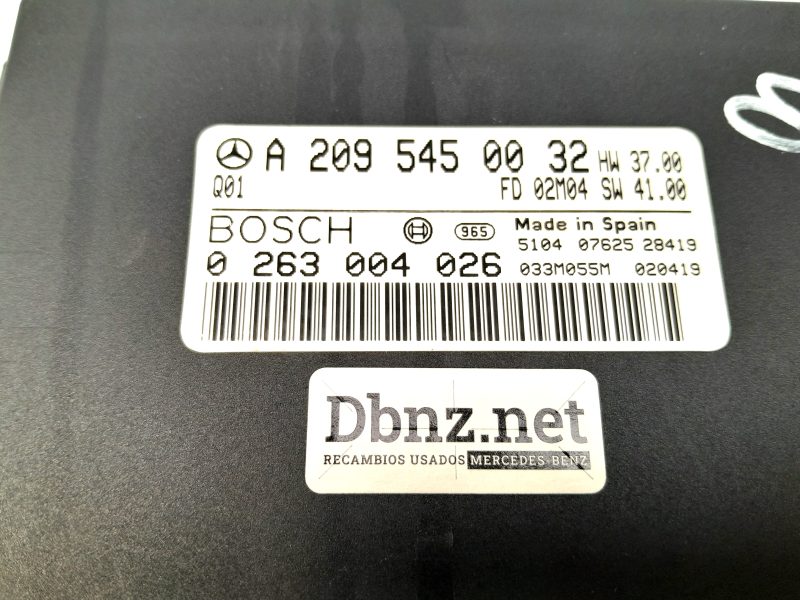 A 209 545 00 32 HW 37.00
Q01 FD 02M04 SW 41.00
BOSCH 965 Made in Spain
5104 07625 28419
0 263 004 026 033M055M 020419
Dbnz.net
RECAMBIOS USADOS MERCEDES-BENZ